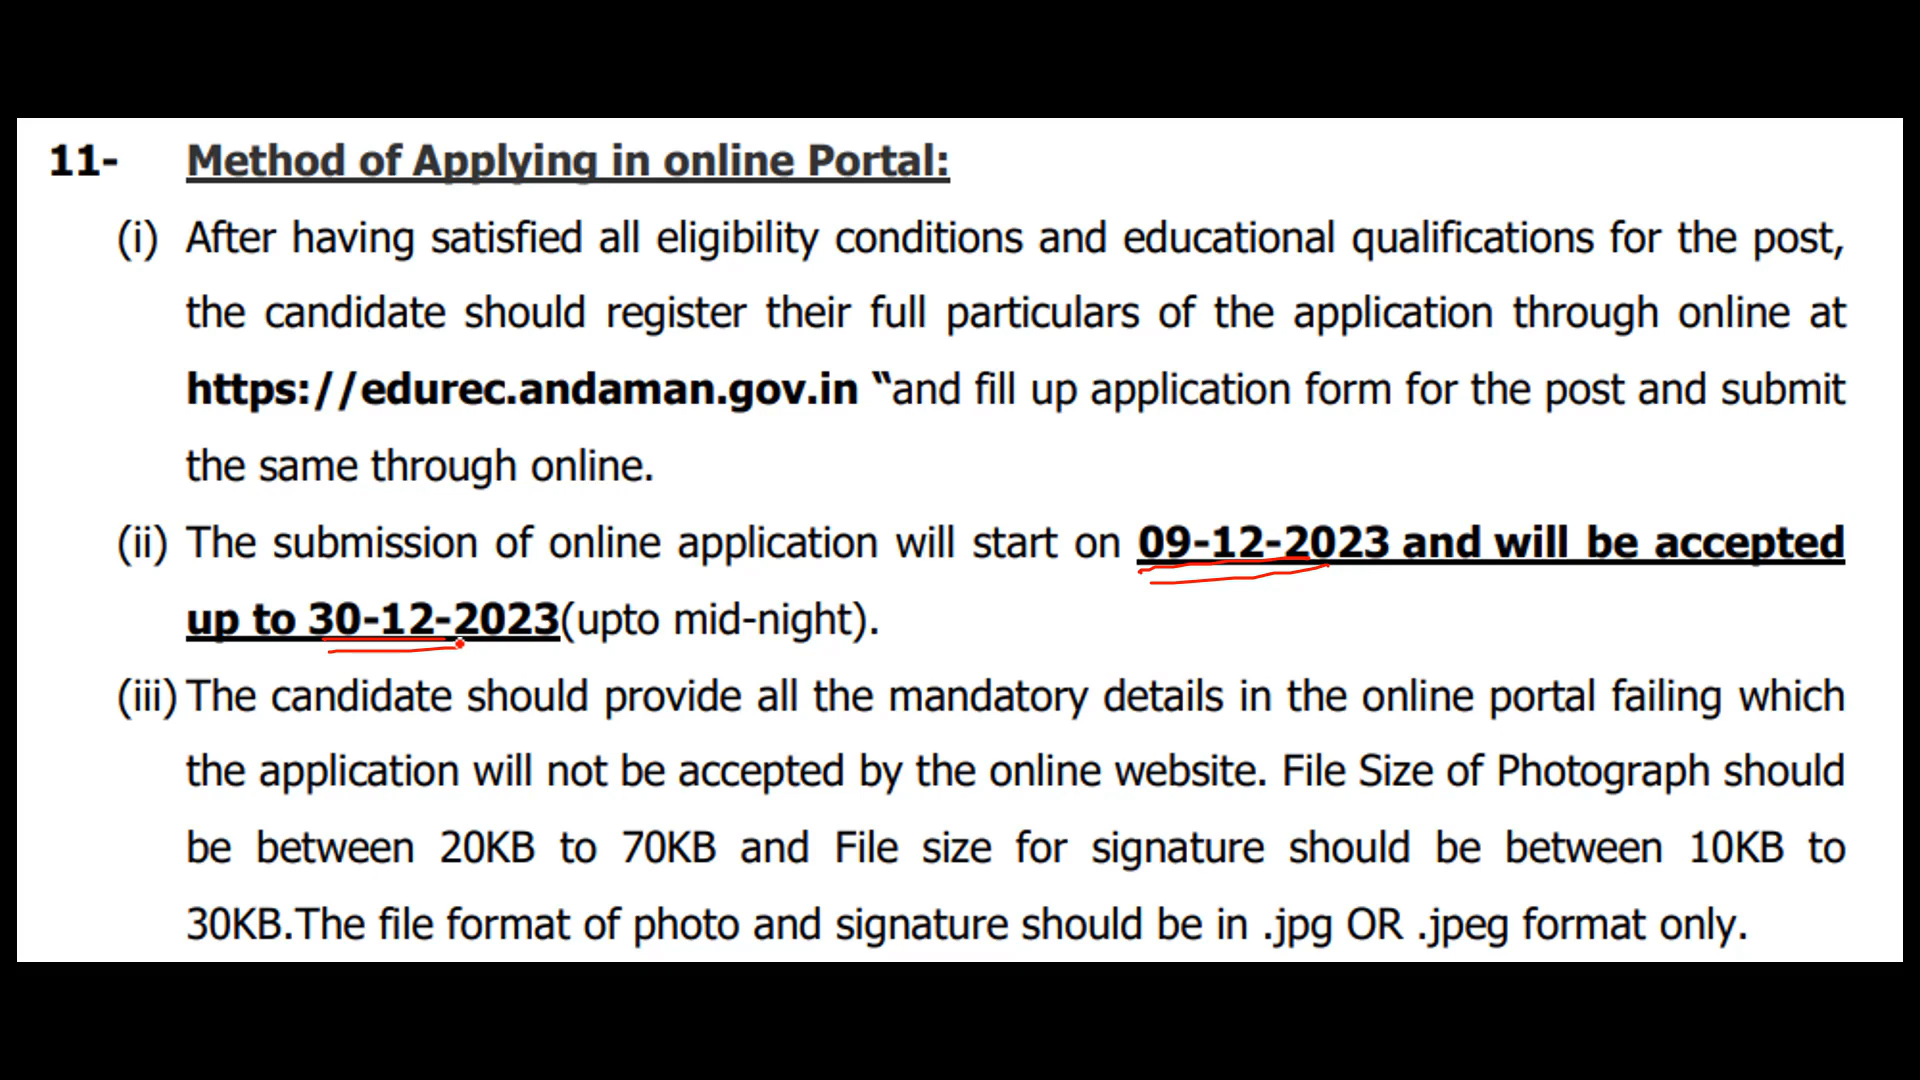 11- Method of Applying in online Portal:
(i) After having satisfied all eligibility conditions and educational qualifications for the post,
the candidate should register their full particulars of the application through online at
https://edurec.andaman.gov.in “and fill up application form for the post and submit
the same through online.
(ii) The submission of online application will start on 09-12-2023 and will be accepted
up to 30-12-2023(upto mid-night).
(iii) The candidate should provide all the mandatory details in the online portal failing which
the application will not be accepted by the online website. File Size of Photograph should
be between 20KB to 70KB and File size for signature should be between 10KB to
30KB.The file format of photo and signature should be in .jpg OR .jpeg format only.